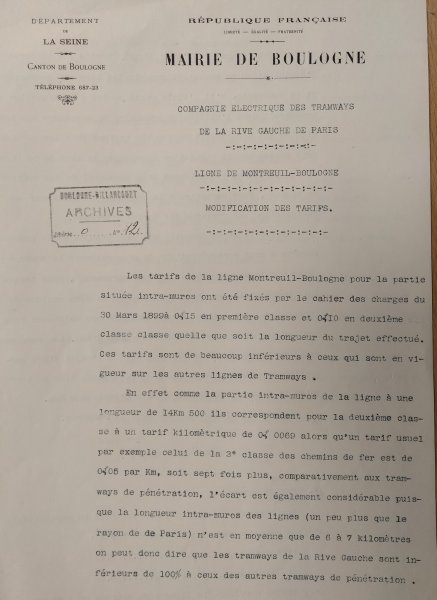 DÉPARTEMENT
DE
LA SEINE
CANTON DE BOULOGNE
TÉLÉPHONE 687-23
RÉPUBLIQUE FRANÇAISE
LIBERTÉ — ÉGALITÉ — FRATERNITÉ
MAIRIE DE BOULOGNE
COMPAGNIE ELECTRIQUE DES TRAMWAYS
DE LA RIVE GAUCHE DE PARIS
-:-:-:-:-:-:-:-:-
LIGNE DE MONTREUIL-BOULOGNE
-:-:-:-:-:-:-:-:-:-:-:-:-
MODIFICATION DES TARIFS.
-:-:-:-:-:-:-:-:-:-:-:-
BOULOGNE-BILLANCOURT
ARCHIVES
O N° 12
Les tarifs de la ligne Montreuil-Boulogne pour la partie
située intra-muros ont été fixés par le cahier des charges du
30 Mars 1899à 0f15 en première classe et 0f10 en deuxième
classe classe quelle que soit la longueur du trajet effectué.
Ces tarifs sont de beaucoup inférieurs à ceux qui sont en vi-
gueur sur les autres lignes de Tramways .
En effet comme la partie intra-muros de la ligne à une
longueur de I4Km 500 ils correspondent pour la deuxième clas-
se à un tarif kilométrique de 0f 0069 alors qu'un tarif usuel
par exemple celui de la 3° classe des chemins de fer est de
0f05 par Km, soit sept fois plus, comparativement aux tram-
ways de pénétration, l'écart est également considérable puis-
que la longueur intra-muros des lignes (un peu plus que le
rayon de de Paris) n'est en moyenne que de 6 à 7 kilomètres
on peut donc dire que les tramways de la Rive Gauche sont in-
férieurs de 100% à ceux des autres tramways de pénétration .